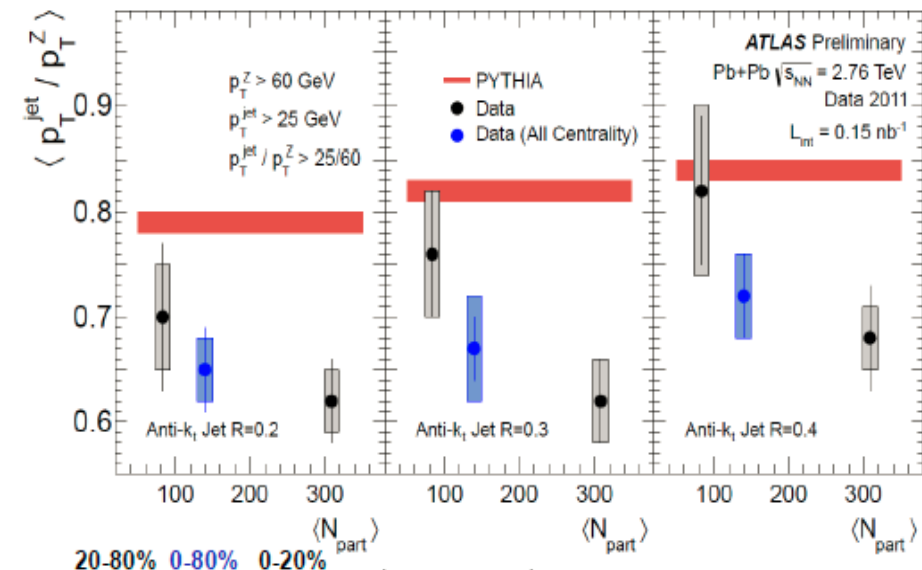 ⟨ p_T^jet / p_T^Z ⟩
0.9
0.8
0.7
0.6
p_T^Z > 60 GeV
p_T^jet > 25 GeV
p_T^jet / p_T^Z > 25/60
Anti-k_t Jet R=0.2
PYTHIA
Data
Data (All Centrality)
Anti-k_t Jet R=0.3
ATLAS Preliminary
Pb+Pb √s_NN = 2.76 TeV
Data 2011
L_int = 0.15 nb⁻¹
Anti-k_t Jet R=0.4
100 200 300
100 200 300
100 200 300
⟨N_part⟩
⟨N_part⟩
⟨N_part⟩
20-80% 0-80% 0-20%